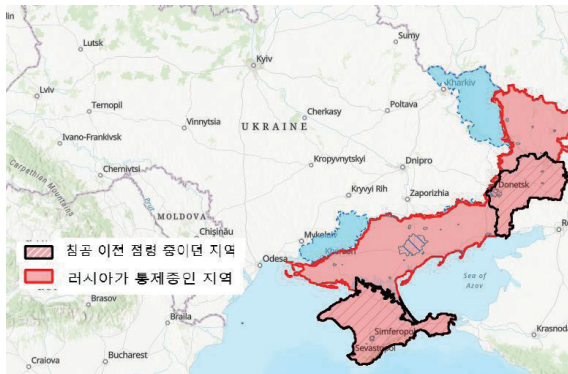 Sumy
Lutsk
Kyiv
Kharkiv
Lviv
Ternopil
Cherkasy
Poltava
Vinnytsia
UKRAINE
Ivano-Frankivsk
Kropyvnytskyi
Dnipro
Chernivtsi
Donetsk
Carpathian Mountains
Kryvyi Rih
Zaporizhia
MOLDOVA
Chișinău
Mykolaiv
Kherson
침공 이전 점령 중이던 지역
Odesa
러시아가 통제중인 지역
Sea of
Azov
Brasov
Braila
Simferopol
Krasnoda
Sevastopol
Craiova
Bucharest